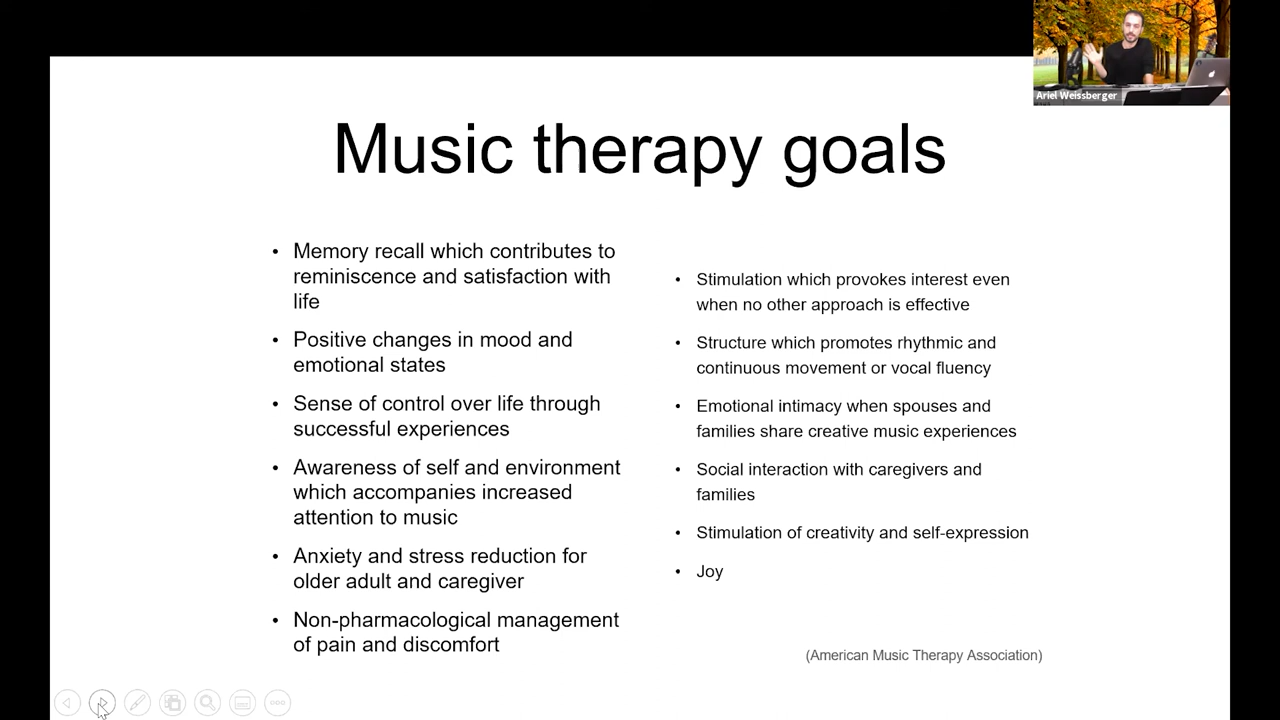 Ariel Weissberger
Music therapy goals
• Memory recall which contributes to
reminiscence and satisfaction with
life
• Positive changes in mood and
emotional states
• Sense of control over life through
successful experiences
• Awareness of self and environment
which accompanies increased
attention to music
• Anxiety and stress reduction for
older adult and caregiver
• Non-pharmacological management
of pain and discomfort
• Stimulation which provokes interest even
when no other approach is effective
• Structure which promotes rhythmic and
continuous movement or vocal fluency
• Emotional intimacy when spouses and
families share creative music experiences
• Social interaction with caregivers and
families
• Stimulation of creativity and self-expression
• Joy
(American Music Therapy Association)